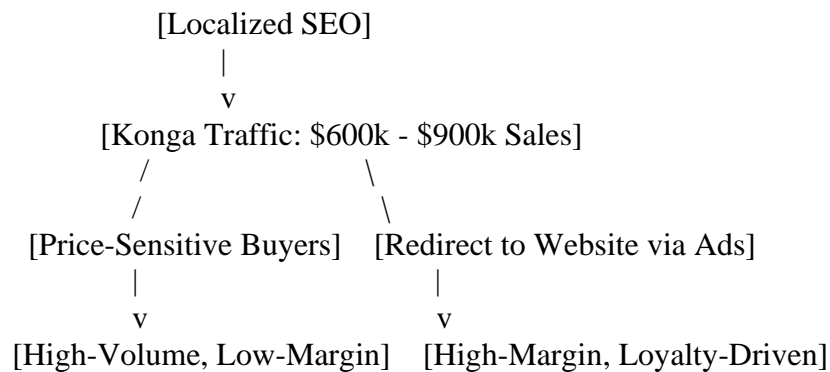 [Localized SEO]
|
v
[Konga Traffic: $600k - $900k Sales]
/ \
/ \
[Price-Sensitive Buyers] [Redirect to Website via Ads]
| |
v v
[High-Volume, Low-Margin] [High-Margin, Loyalty-Driven]